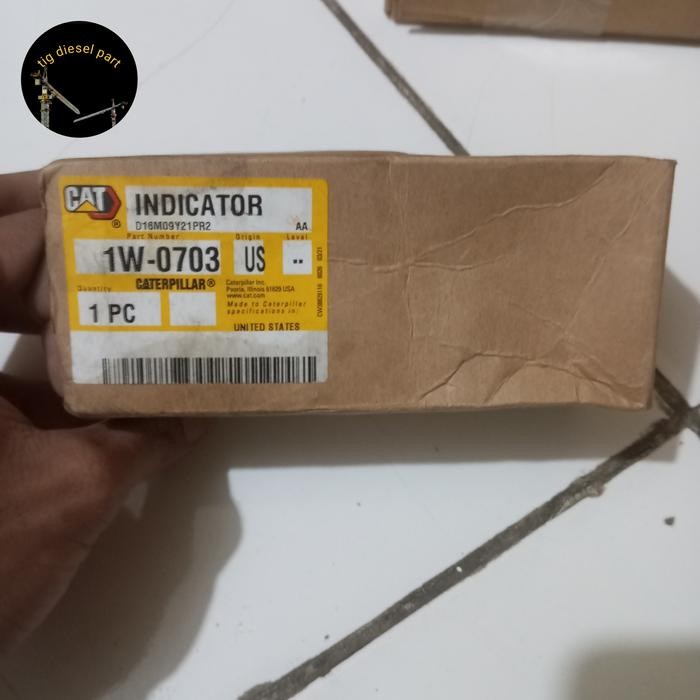 tig diesel part
CAT
®
INDICATOR
D16M09Y21PR2 AA
Part Number Origin Level
1W-0703 US --
Quantity CATERPILLAR®
1 PC
Caterpillar Inc.
Peoria, Illinois 61629 USA
www.cat.com
Made to Caterpillar
specifications in:
UNITED STATES